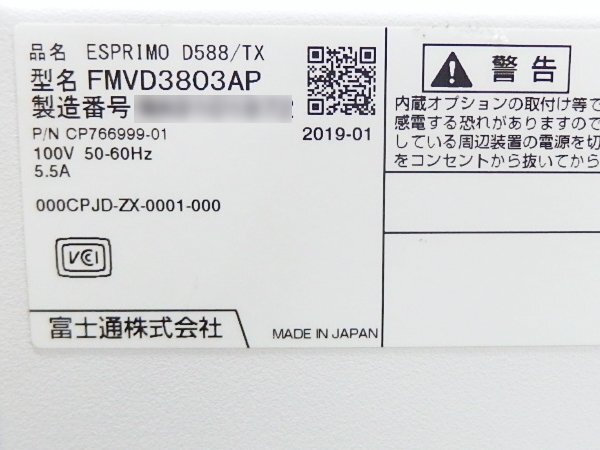 品名 ESPRIMO D588/TX
型名 FMVD3803AP
製造番号
P/N CP766999-01
2019-01
100V 50-60Hz
5.5A
000CPJD-ZX-0001-000
VCI
富士通株式会社
MADE IN JAPAN
警告
内蔵オプションの取付け等で
感電する恐れがありますので
している周辺装置の電源を切
をコンセントから抜いてから